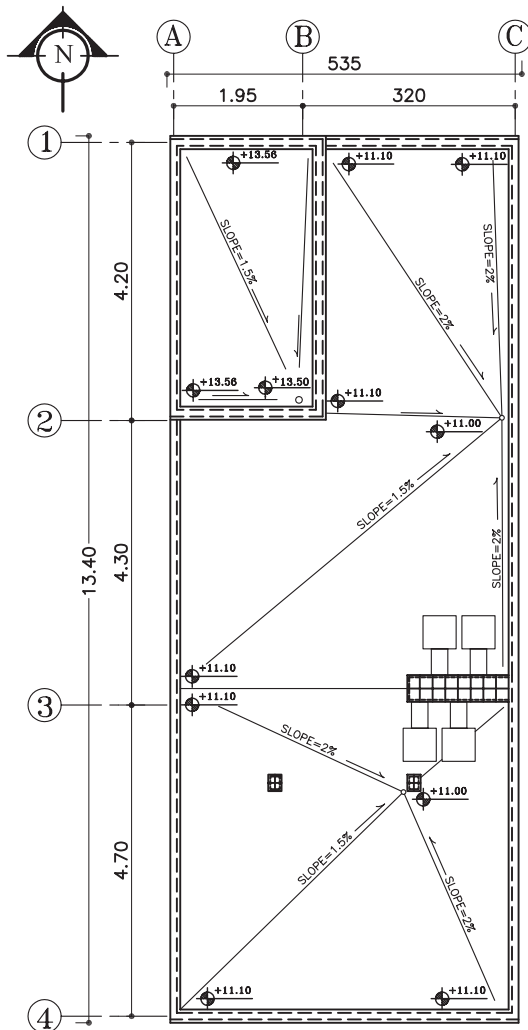 N
A B C
535
1.95 320
1
+13.56 +11.10 +11.10
SLOPE=1.5%
SLOPE=2%
SLOPE=2%
4.20
+13.56 +13.50 +11.10
2
+11.00
SLOPE=1.5%
SLOPE=2%
4.30
13.40
+11.10
3
+11.10
SLOPE=2%
+11.00
SLOPE=1.5%
SLOPE=2%
4.70
+11.10 +11.10
4